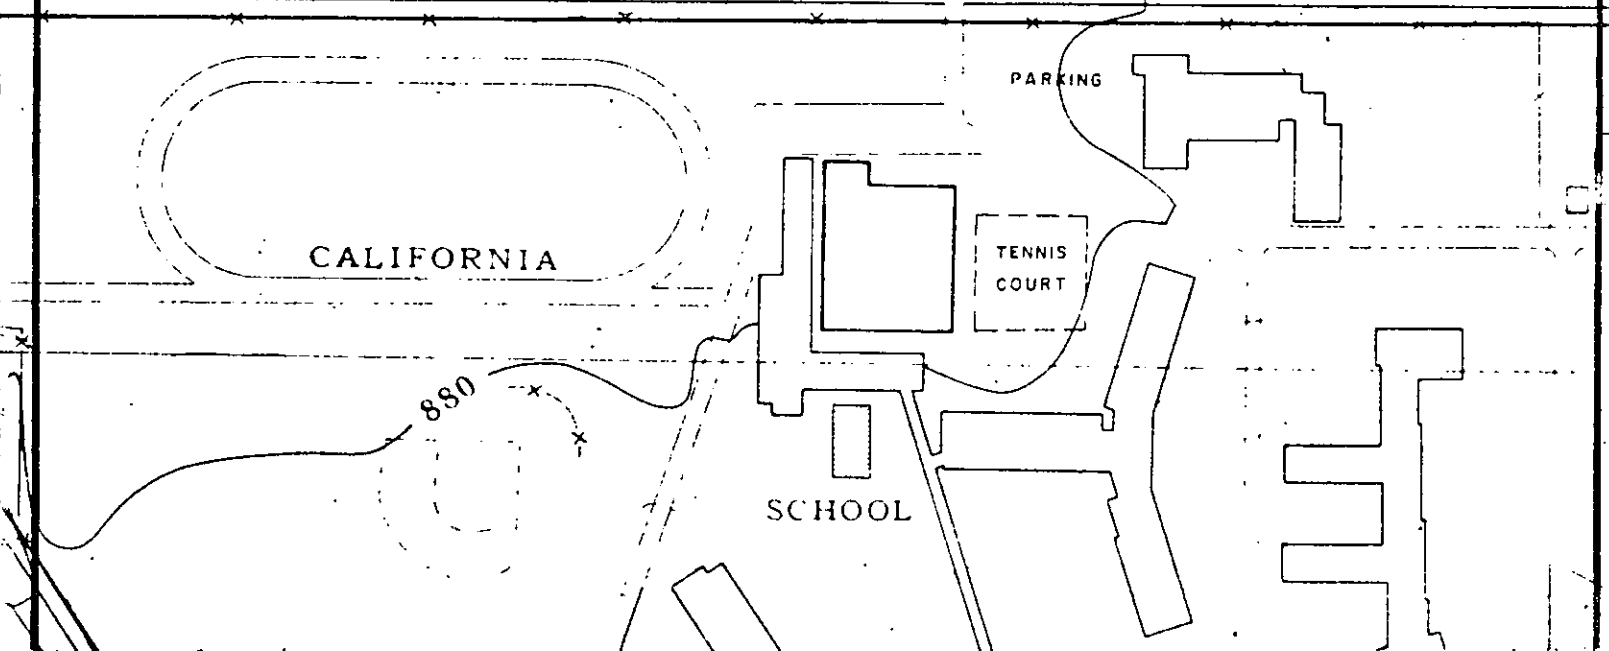 PARKING
CALIFORNIA
TENNIS
COURT
880
SCHOOL